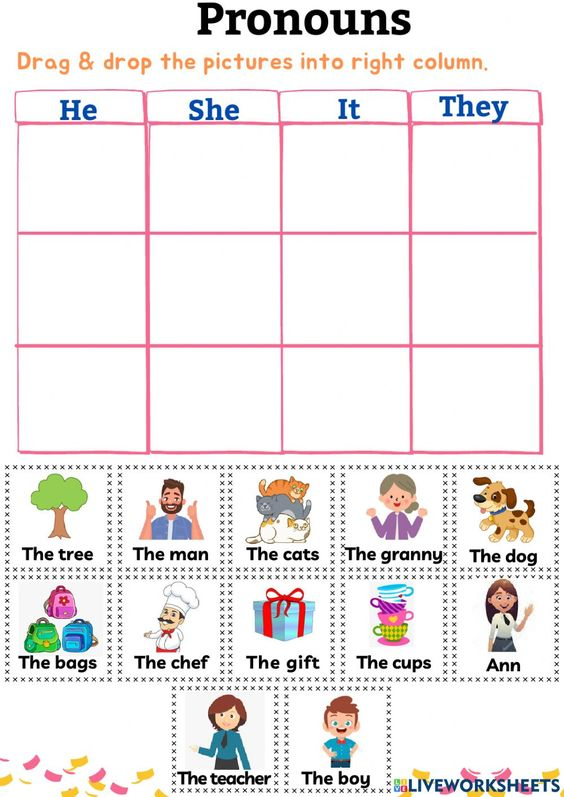 Pronouns
Drag & drop the pictures into right column.
He She It They
The tree The man The cats The granny The dog
The bags The chef The gift The cups Ann
The teacher The boy
LIVE LIVEWORKSHEETS